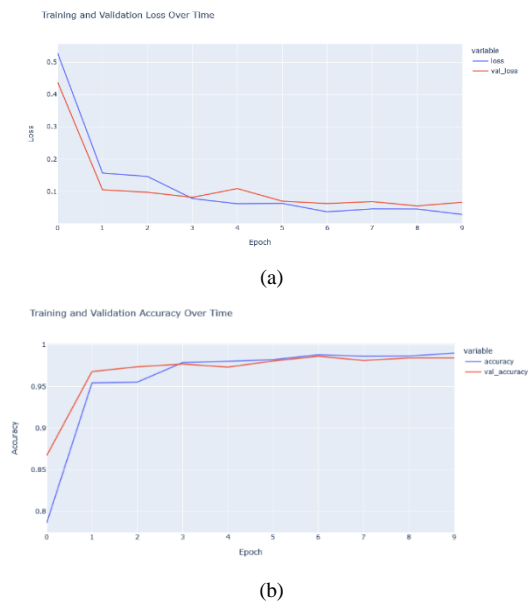 Training and Validation Loss Over Time
variable
loss
val_loss
0.5
0.4
0.3
0.2
0.1
Loss
0 1 2 3 4 5 6 7 8 9
Epoch
(a)
Training and Validation Accuracy Over Time
variable
accuracy
val_accuracy
1
0.95
0.9
0.85
0.8
Accuracy
0 1 2 3 4 5 6 7 8 9
Epoch
(b)